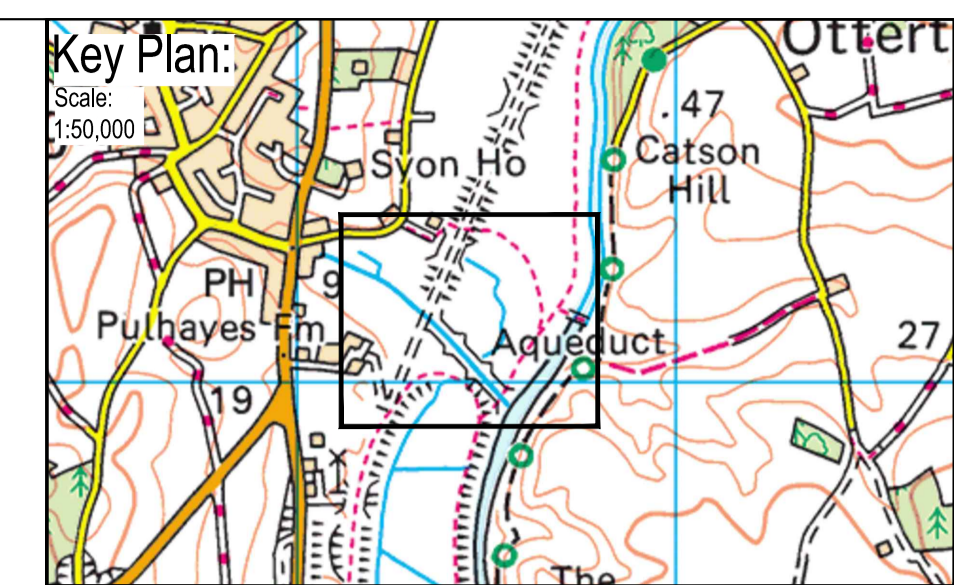 Key Plan:
Scale:
1:50,000
Ottert
. 47
Syon Ho
Catson
Hill
PH
9
Pulhayes Fm
Aqueduct
27
19
The